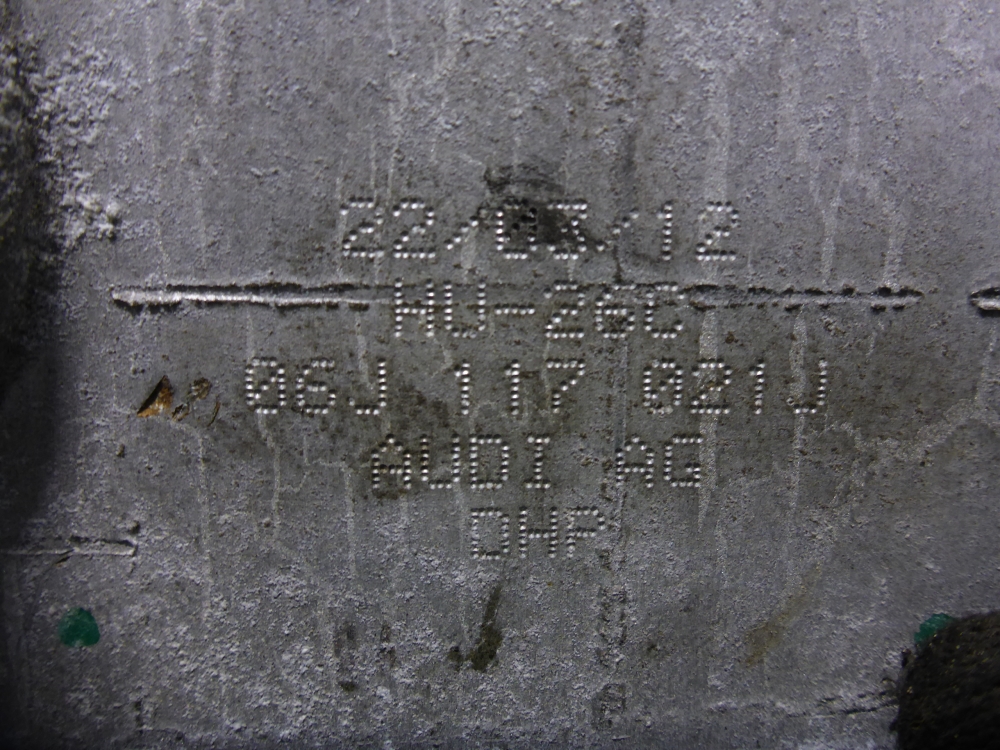 22/03/12
HU-26C
06J 117 021J
AUDI AG
DHP